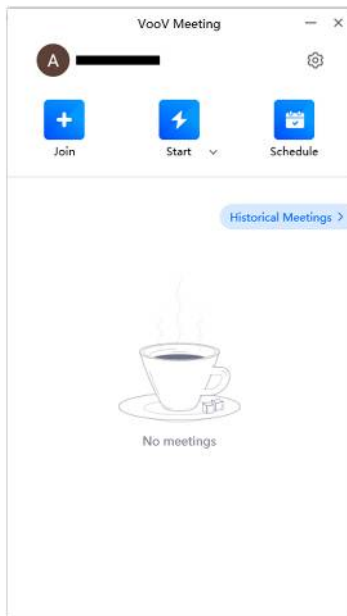 VooV Meeting
A
Join
Start
Schedule
Historical Meetings >
No meetings